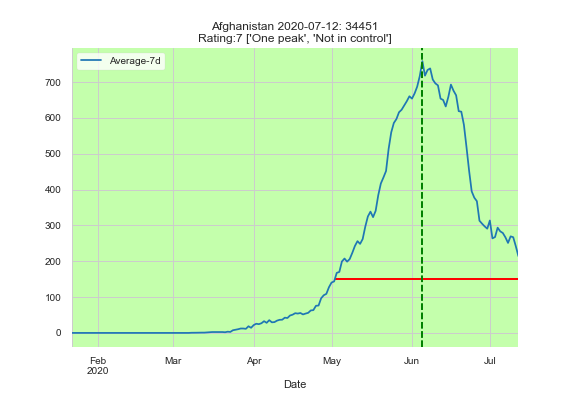 Afghanistan 2020-07-12: 34451
Rating:7 ['One peak', 'Not in control']
Average-7d
700
600
500
400
300
200
100
0
Feb
2020
Mar
Apr
May
Jun
Jul
Date